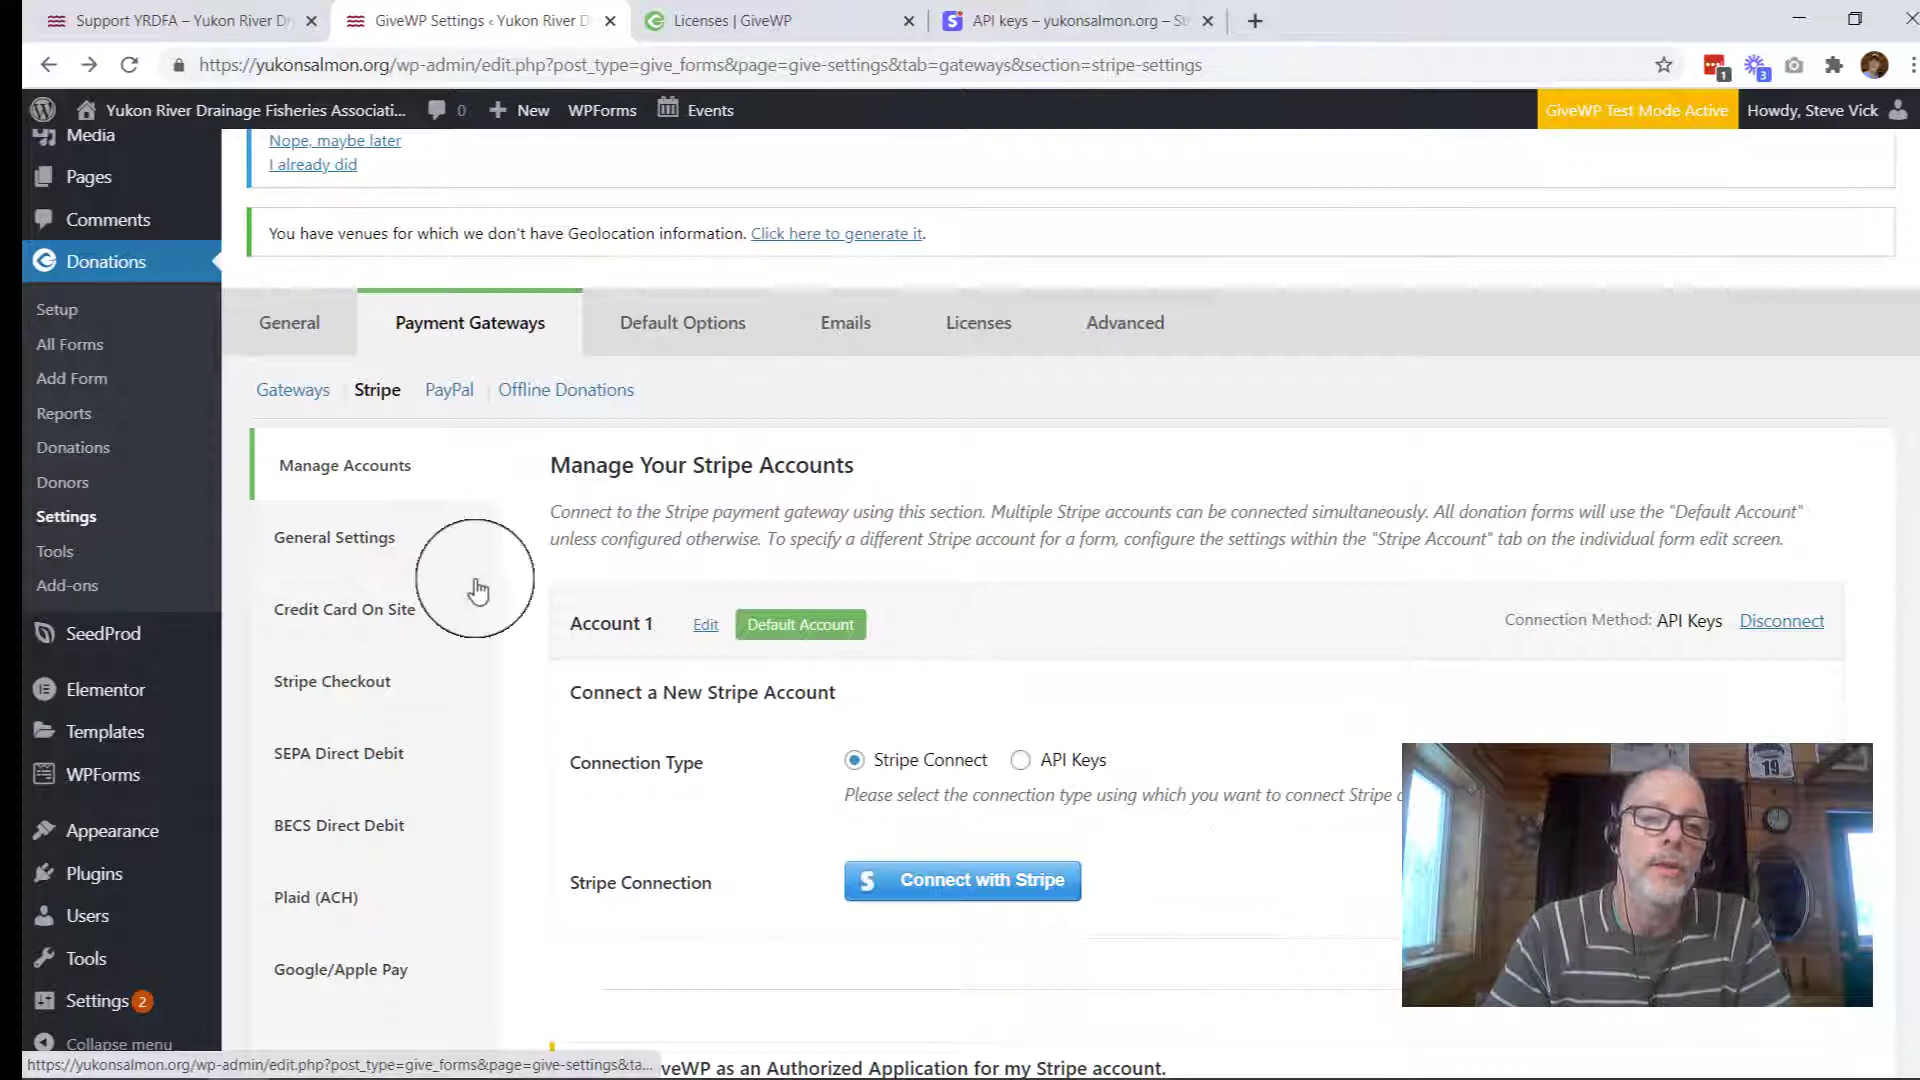 Support YRDFA – Yukon River Dr
GiveWP Settings ‹ Yukon River D
Licenses | GiveWP
API keys – yukonsalmon.org – St
https://yukonsalmon.org/wp-admin/edit.php?post_type=give_forms&page=give-settings&tab=gateways&section=stripe-settings
1
3
Yukon River Drainage Fisheries Associati...
0
New
WPForms
Events
GiveWP Test Mode Active
Howdy, Steve Vick
Media
Pages
Comments
Donations
Setup
All Forms
Add Form
Reports
Donations
Donors
Settings
Tools
Add-ons
SeedProd
Elementor
Templates
WPForms
Appearance
Plugins
Users
Tools
Settings 2
Collapse menu
Nope, maybe later
I already did
You have venues for which we don't have Geolocation information. Click here to generate it.
General
Payment Gateways
Default Options
Emails
Licenses
Advanced
Gateways
Stripe
PayPal
Offline Donations
Manage Accounts
General Settings
Credit Card On Site
Stripe Checkout
SEPA Direct Debit
BECS Direct Debit
Plaid (ACH)
Google/Apple Pay
Manage Your Stripe Accounts
Connect to the Stripe payment gateway using this section. Multiple Stripe accounts can be connected simultaneously. All donation forms will use the "Default Account"
unless configured otherwise. To specify a different Stripe account for a form, configure the settings within the "Stripe Account" tab on the individual form edit screen.
Account 1
Edit
Default Account
Connection Method: API Keys
Disconnect
Connect a New Stripe Account
Connection Type
Stripe Connect
API Keys
Please select the connection type using which you want to connect Stripe
Stripe Connection
S Connect with Stripe
19
veWP as an Authorized Application for my Stripe account.
https://yukonsalmon.org/wp-admin/edit.php?post_type=give_forms&page=give-settings&ta...